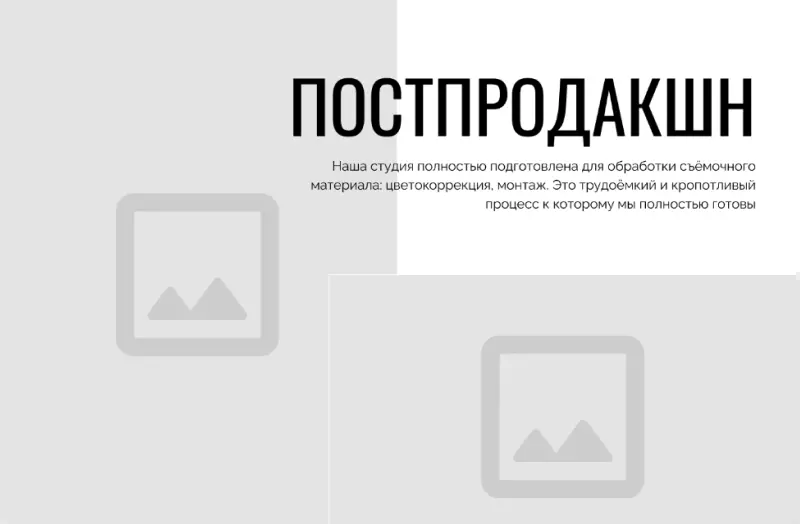 ПОСТПРОДАКШН
Наша студия полностью подготовлена для обработки съёмочного
материала: цветокоррекция, монтаж. Это трудоёмкий и кропотливый
процесс к которому мы полностью готовы